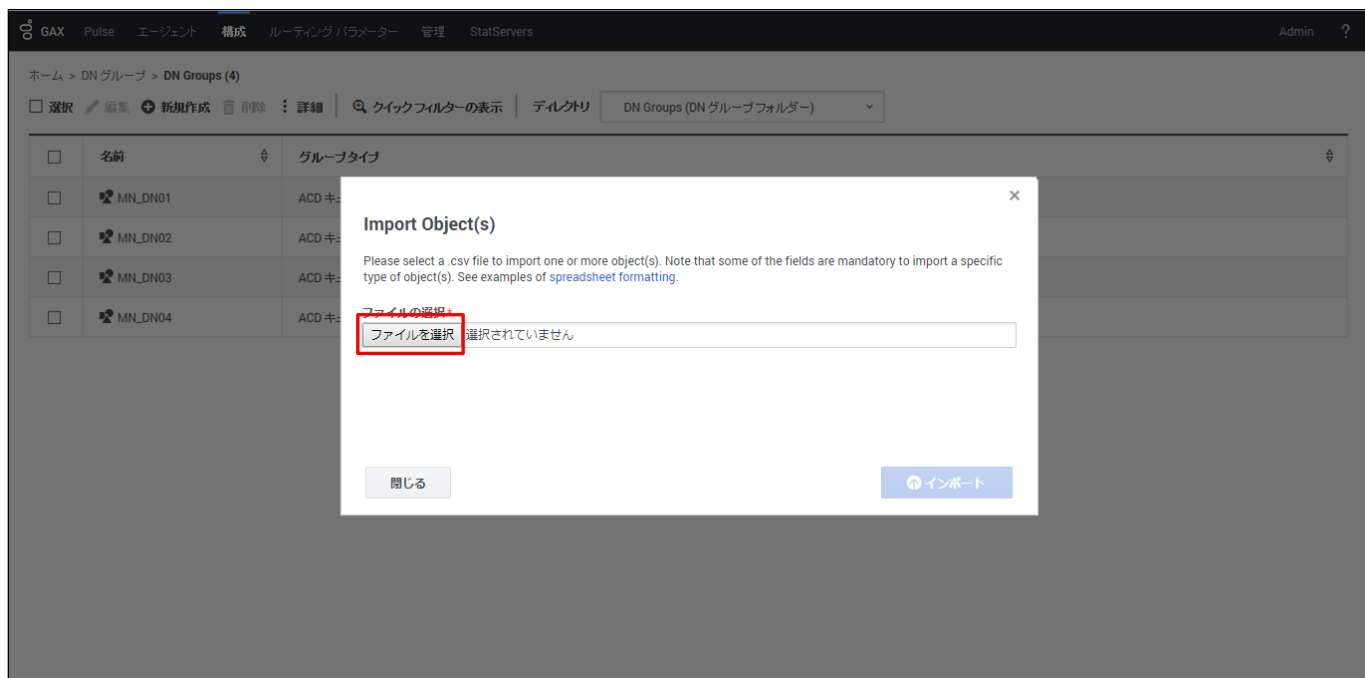 GAX Pulse エージェント 構成 ルーティング パラメーター 管理 StatServers Admin ?
ホーム > DN グループ > DN Groups (4)
選択 編集 新規作成 削除 詳細 クイックフィルターの表示 ディレクトリ DN Groups (DN グループ フォルダー)
名前 グループタイプ
MN_DN01 ACD キ
MN_DN02 ACD キ
MN_DN03 ACD キ
MN_DN04 ACD キ
×
Import Object(s)
Please select a .csv file to import one or more object(s). Note that some of the fields are mandatory to import a specific
type of object(s). See examples of spreadsheet formatting.
ファイルの選択*
ファイルを選択 選択されていません
閉じる インポート